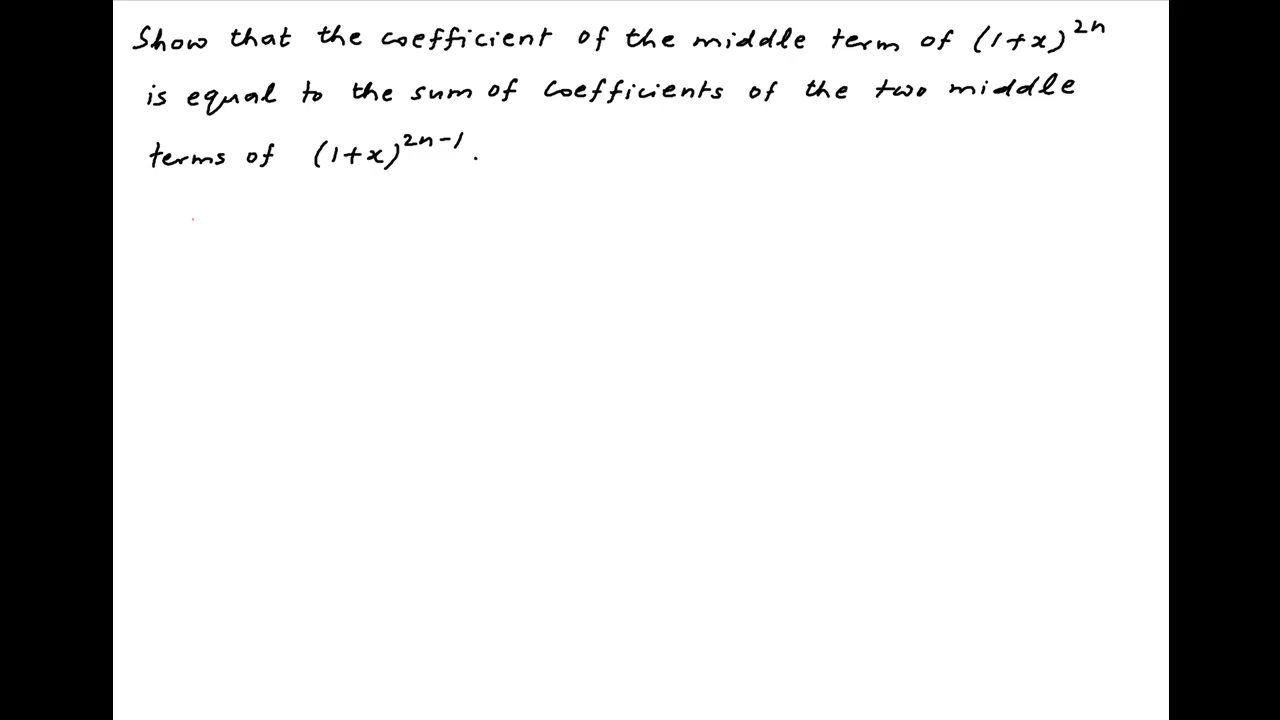 Show that the coefficient of the middle term of (1+x)^{2n}
is equal to the sum of coefficients of the two middle
terms of (1+x)^{2n-1}.